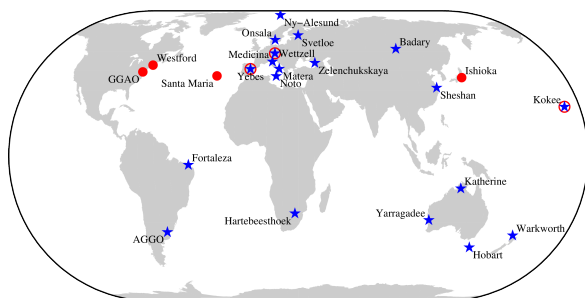 Ny−Alesund
Onsala
Svetloe
Badary
Westford
Medicina
Wettzell
Zelenchukskaya
GGAO
Santa Maria
Yebes
Matera
Noto
Ishioka
Sheshan
Kokee
Fortaleza
Katherine
Hartebeesthoek
Yarragadee
AGGO
Warkworth
Hobart